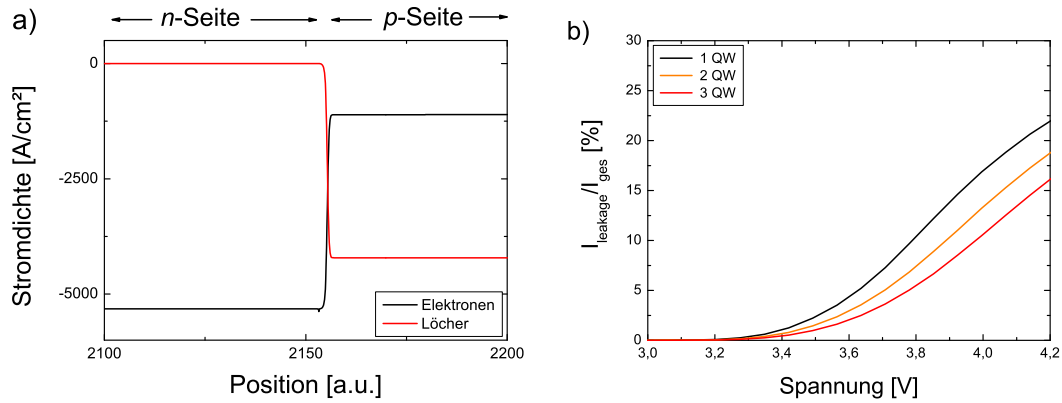 a)
n-Seite
p-Seite
0
-2500
-5000
Stromdichte [A/cm²]
Elektronen
Löcher
2100
2150
2200
Position [a.u.]
b)
30
25
20
15
10
5
0
I leakage/I ges [%]
1 QW
2 QW
3 QW
3,0
3,2
3,4
3,6
3,8
4,0
4,2
Spannung [V]